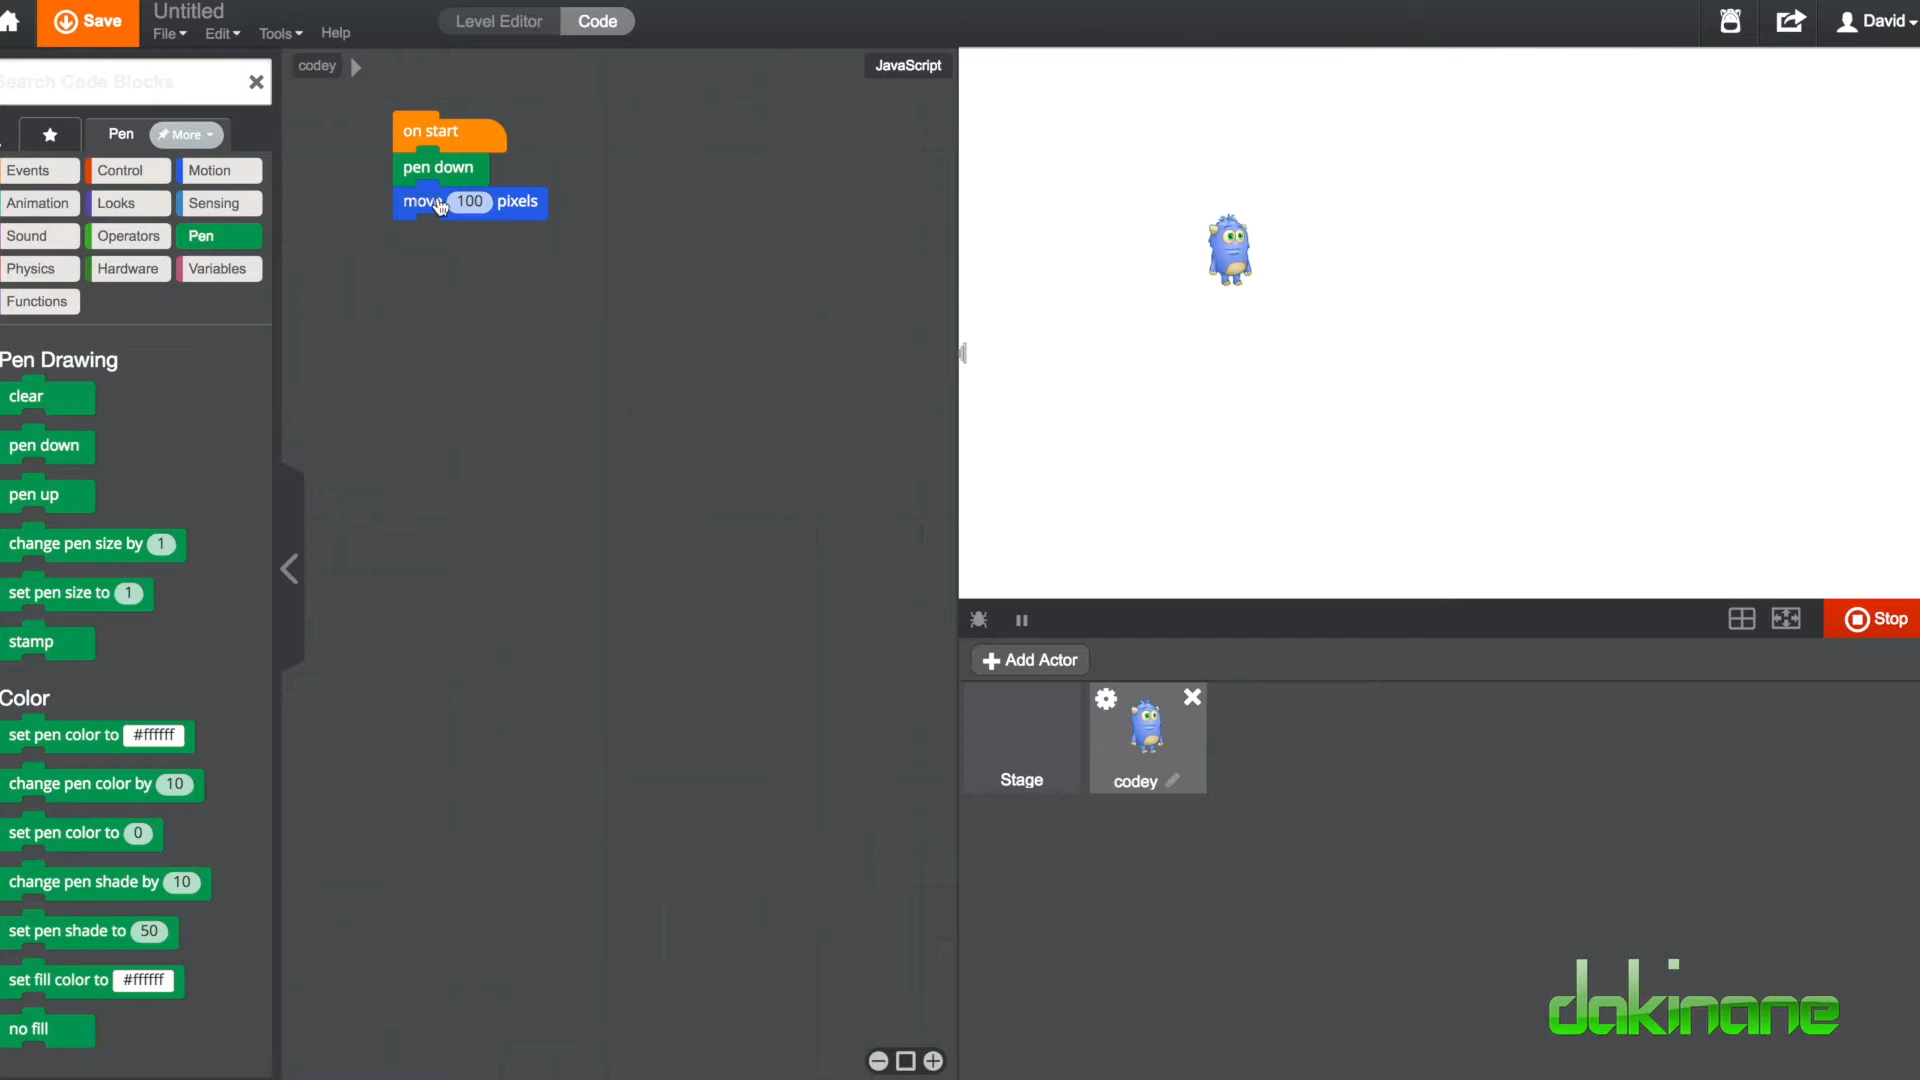 Save
Untitled
File
Edit
Tools
Help
Level Editor
Code
David
Search Code Blocks
codey
JavaScript
Pen
More
Events
Control
Motion
Animation
Looks
Sensing
Sound
Operators
Pen
Physics
Hardware
Variables
Functions
on start
pen down
move 100 pixels
Pen Drawing
clear
pen down
pen up
change pen size by 1
set pen size to 1
stamp
Color
set pen color to #ffffff
change pen color by 10
set pen color to 0
change pen shade by 10
set pen shade to 50
set fill color to #ffffff
no fill
Stop
Add Actor
Stage
codey
dakinane